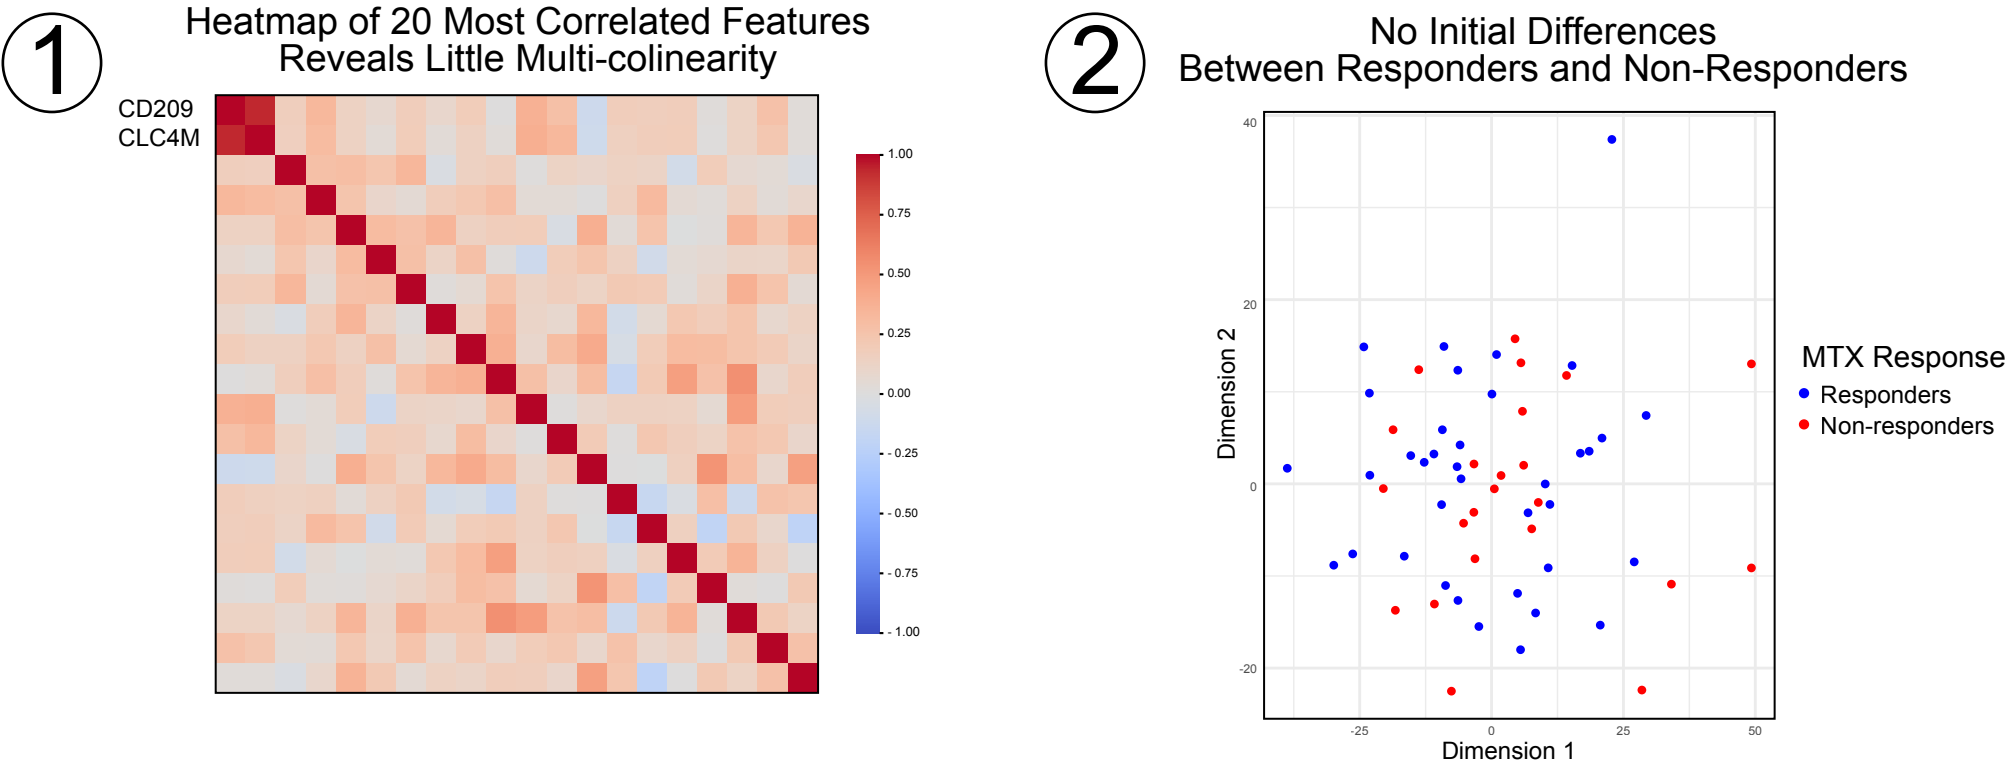 1
Heatmap of 20 Most Correlated Features
Reveals Little Multi-colinearity
CD209
CLC4M
1.00
0.75
0.50
0.25
0.00
- 0.25
- 0.50
- 0.75
- 1.00
2
No Initial Differences
Between Responders and Non-Responders
40
20
0
-20
Dimension 2
-25
0
25
50
Dimension 1
MTX Response
Responders
Non-responders